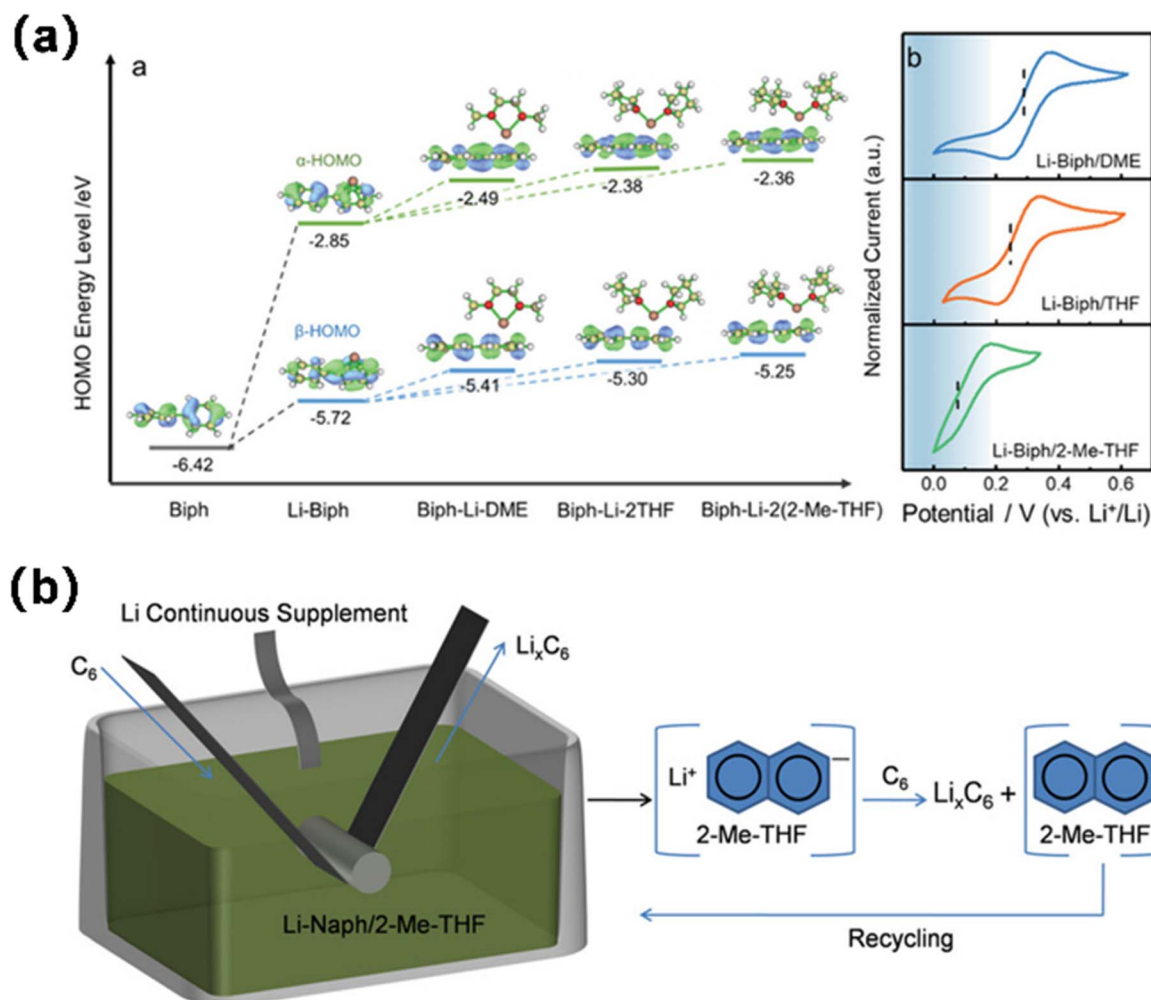 (a)
a
HOMO Energy Level /eV
α-HOMO
-2.85
-2.49
-2.38
-2.36
β-HOMO
-5.72
-5.41
-5.30
-5.25
-6.42
Biph
Li-Biph
Biph-Li-DME
Biph-Li-2THF
Biph-Li-2(2-Me-THF)
b
Normalized Current (a.u.)
Li-Biph/DME
Li-Biph/THF
Li-Biph/2-Me-THF
0.0 0.2 0.4 0.6
Potential / V (vs. Li⁺/Li)
(b)
Li Continuous Supplement
C₆
LiₓC₆
Li-Naph/2-Me-THF
Li⁺
−
2-Me-THF
C₆
LiₓC₆ +
2-Me-THF
Recycling